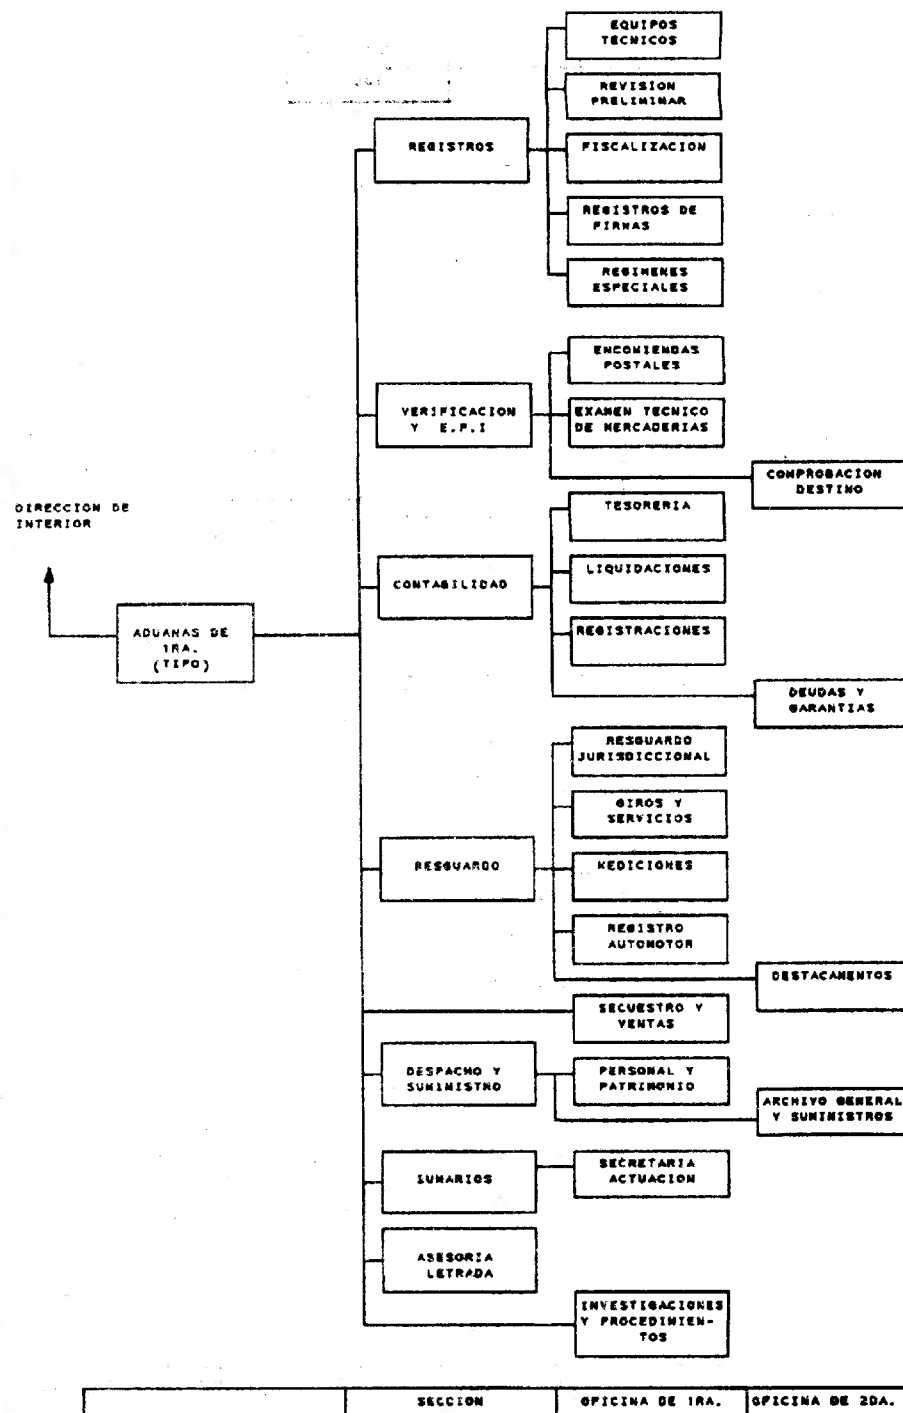 EQUIPOS
TECNICOS
REVISION
PRELIMINAR
REGISTROS
FISCALIZACION
REGISTROS DE
FIRMAS
REGIMENES
ESPECIALES
ENCOMIENDAS
POSTALES
VERIFICACION
Y E.P.I
EXAMEN TECNICO
DE MERCADERIAS
COMPROBACION
DESTINO
DIRECCION DE
INTERIOR
TESORERIA
CONTABILIDAD
LIQUIDACIONES
ADUANAS DE
1RA.
(TIPO)
REGISTRACIONES
DEUDAS Y
GARANTIAS
RESGUARDO
JURISDICCIONAL
GIROS Y
SERVICIOS
RESGUARDO
MEDICIONES
REGISTRO
AUTOMOTOR
DESTACAMENTOS
SECUESTRO Y
VENTAS
DESPACHO Y
SUMINISTRO
PERSONAL Y
PATRIMONIO
ARCHIVO GENERAL
Y SUMINISTROS
SUMARIOS
SECRETARIA
ACTUACION
ASESORIA
LETRADA
INVESTIGACIONES
Y PROCEDIMIEN-
TOS
SECCION
OFICINA DE 1RA.
OFICINA DE 2DA.